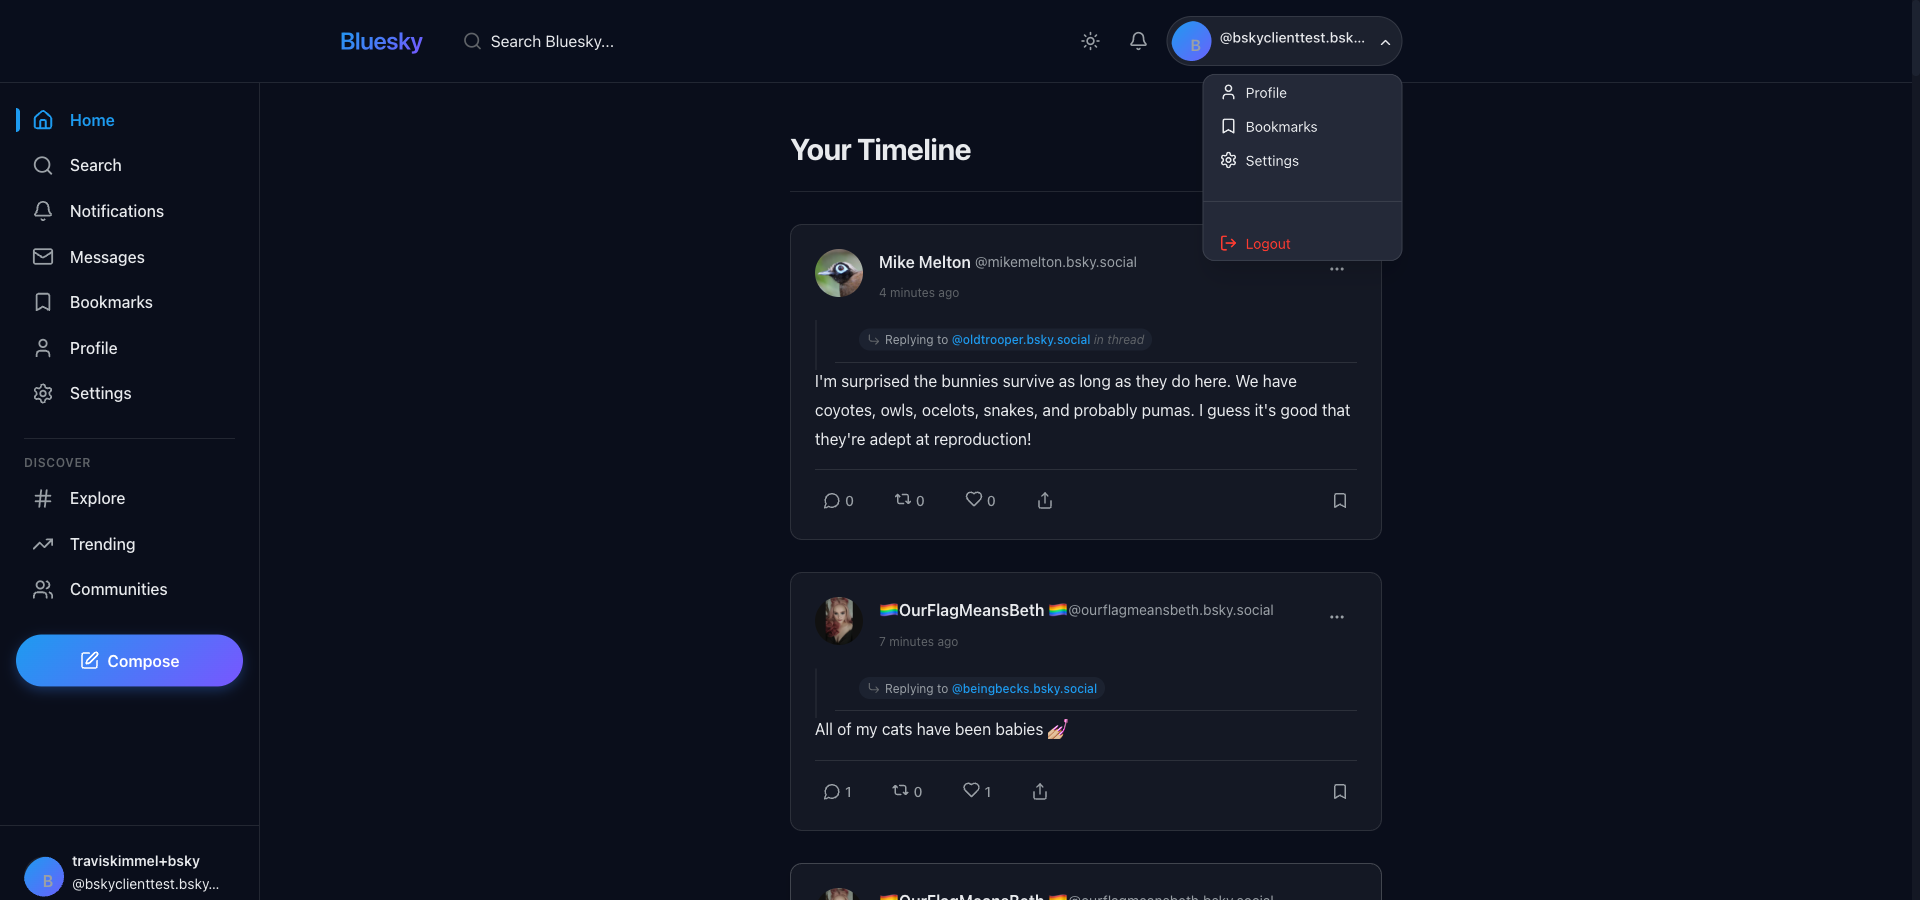 Bluesky
Search Bluesky...
B
@bskyclienttest.bsk...
Profile
Bookmarks
Settings
Logout
Home
Search
Notifications
Messages
Bookmarks
Profile
Settings
DISCOVER
Explore
Trending
Communities
Compose
B
traviskimmel+bsky
@bskyclienttest.bsky...
Your Timeline
Mike Melton @mikemelton.bsky.social
4 minutes ago
Replying to @oldtrooper.bsky.social in thread
I'm surprised the bunnies survive as long as they do here. We have
coyotes, owls, ocelots, snakes, and probably pumas. I guess it's good that
they're adept at reproduction!
0 0 0
🏳️‍🌈OurFlagMeansBeth 🏳️‍🌈@ourflagmeansbeth.bsky.social
7 minutes ago
Replying to @beingbecks.bsky.social
All of my cats have been babies 💅🏼
1 0 1
🏳️‍🌈OurFlagMeansBeth 🏳️‍🌈@ourflagmeansbeth.bsky.social